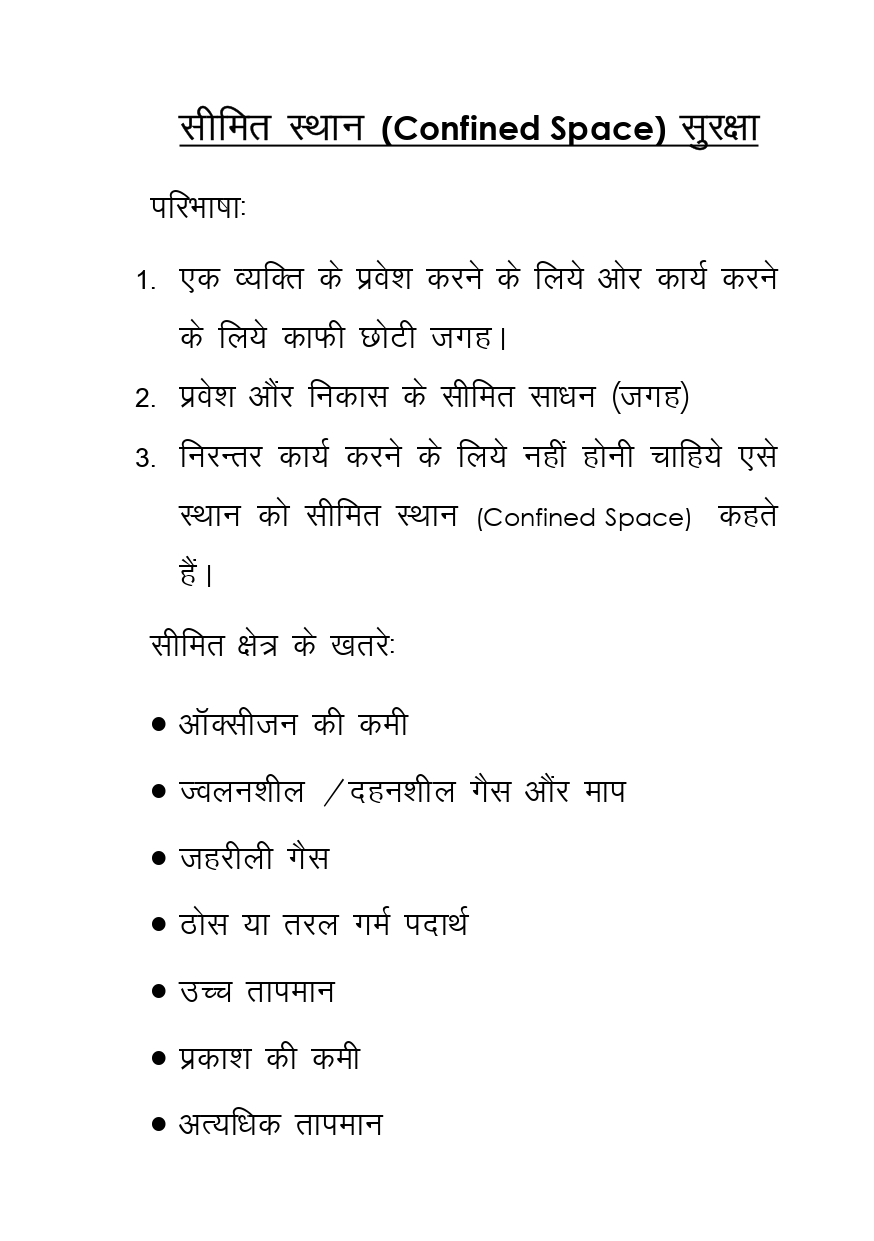 सीमित स्थान (Confined Space) सुरक्षा
परिभाषाः
1. एक व्यक्ति के प्रवेश करने के लिये ओर कार्य करने
के लिये काफी छोटी जगह।
2. प्रवेश औंर निकास के सीमित साधन (जगह)
3. निरन्तर कार्य करने के लिये नहीं होनी चाहिये एसे
स्थान को सीमित स्थान (Confined Space) कहते
हैं।
सीमित क्षेत्र के खतरेः
• ऑक्सीजन की कमी
• ज्वलनशील /दहनशील गैस औंर माप
• जहरीली गैस
• ठोस या तरल गर्म पदार्थ
• उच्च तापमान
• प्रकाश की कमी
• अत्यधिक तापमान